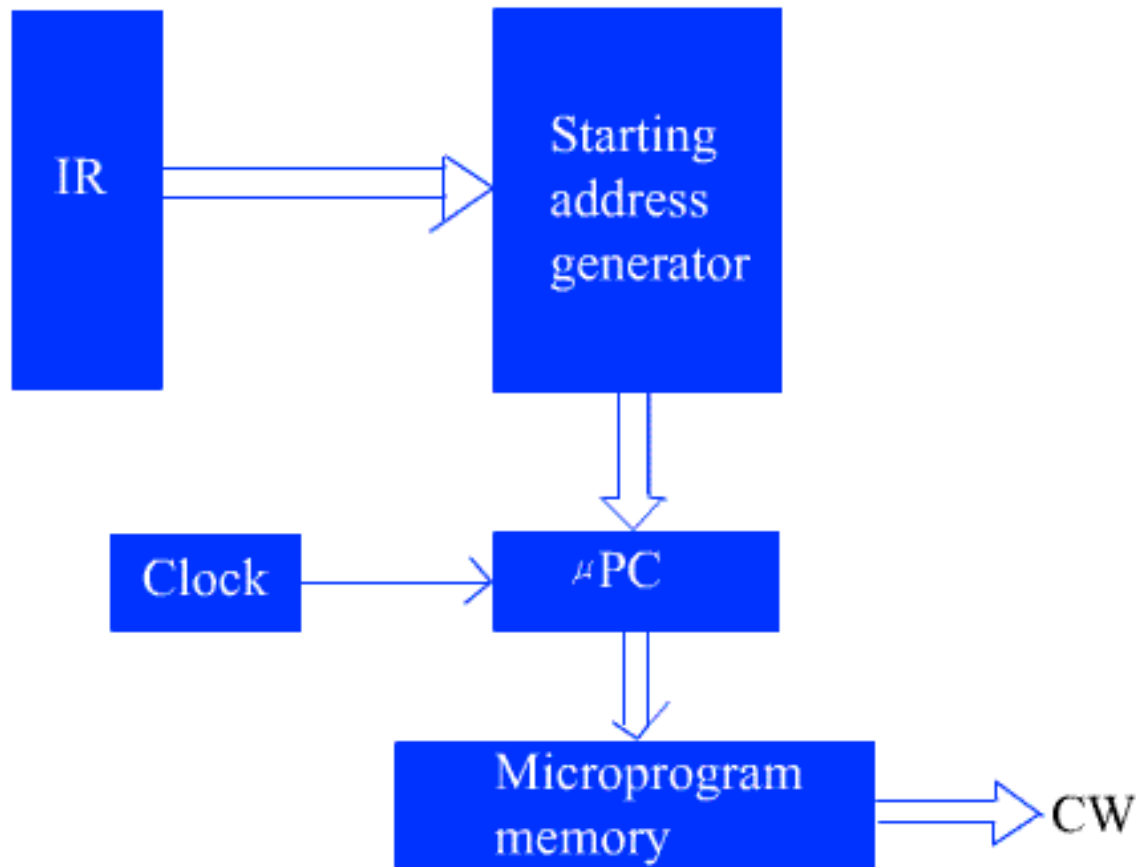 IR
Starting
address
generator
Clock
μPC
Microprogram
memory
CW